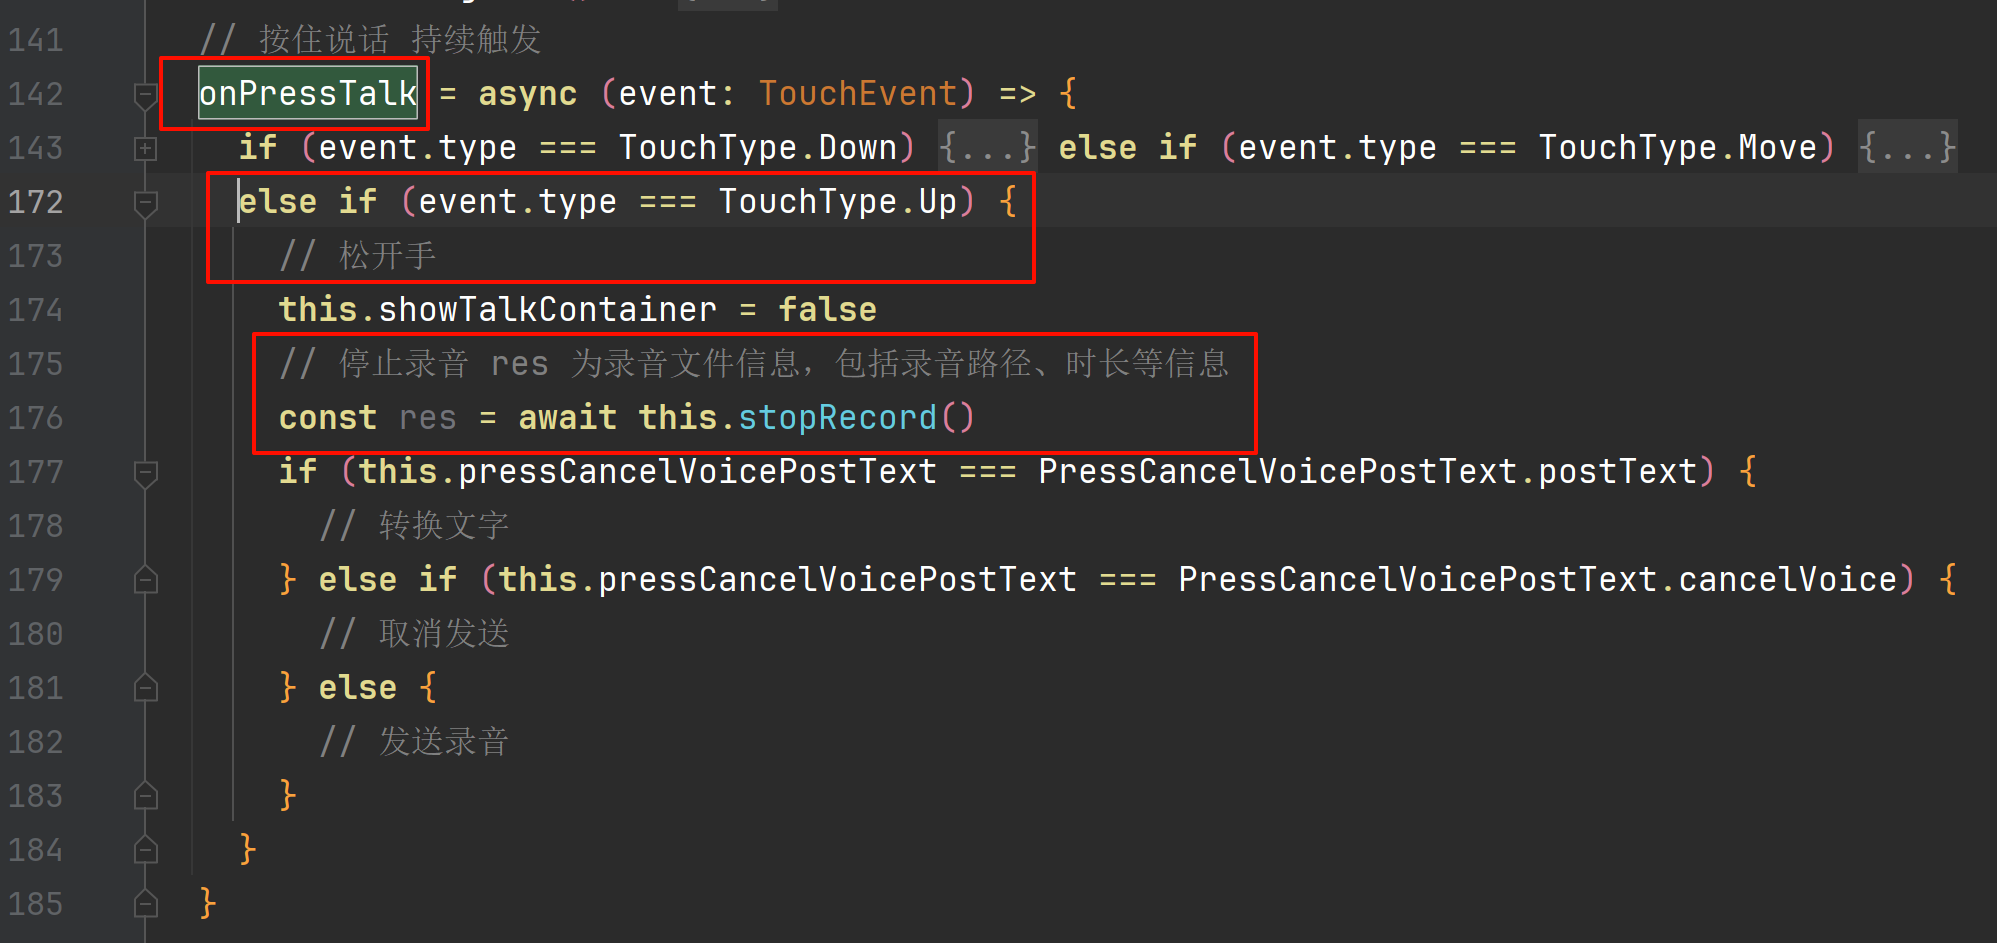 141 // 按住说话 持续触发
142 onPressTalk = async (event: TouchEvent) => {
143 if (event.type === TouchType.Down) {...} else if (event.type === TouchType.Move) {...}
172 else if (event.type === TouchType.Up) {
173 // 松开手
174 this.showTalkContainer = false
175 // 停止录音 res 为录音文件信息，包括录音路径、时长等信息
176 const res = await this.stopRecord()
177 if (this.pressCancelVoicePostText === PressCancelVoicePostText.postText) {
178 // 转换文字
179 } else if (this.pressCancelVoicePostText === PressCancelVoicePostText.cancelVoice) {
180 // 取消发送
181 } else {
182 // 发送录音
183 }
184 }
185 }